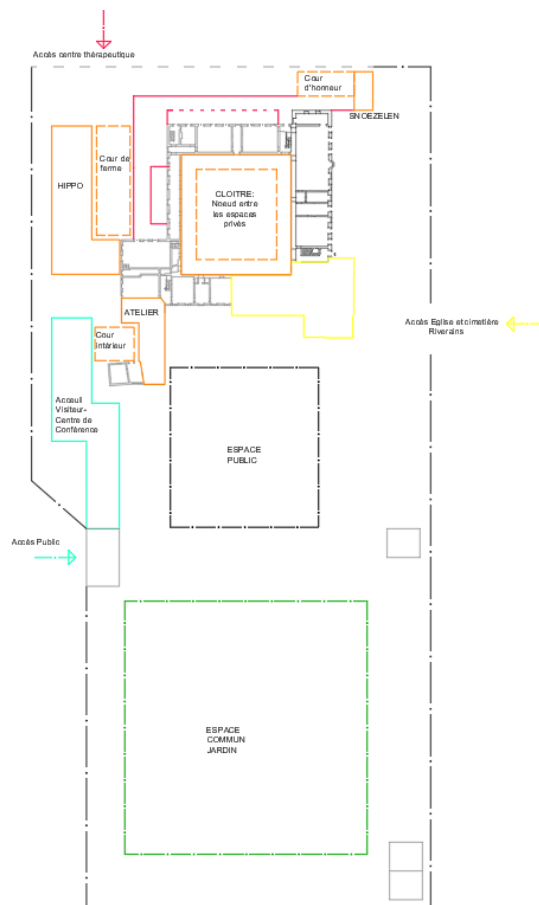 Accès centre thérapeutique
Cour
d'honneur
SNOEZELEN
Cour de
ferme
HIPPO
CLOITRE:
Noeud entre
les espaces
privés
ATELIER
Accès Eglise et cimetière
Riverains
Cour
intérieur
Acceuil
Visiteur-
Centre de
Conférence
ESPACE
PUBLIC
Accès Public
ESPACE
COMMUN
JARDIN